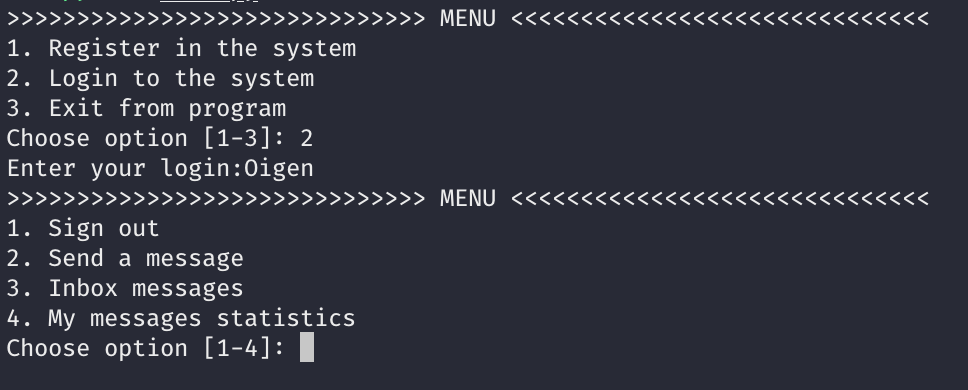 >>>>>>>>>>>>>>>>>>>>>>>>>>>>>> MENU <<<<<<<<<<<<<<<<<<<<<<<<<<<<<<
1. Register in the system
2. Login to the system
3. Exit from program
Choose option [1-3]: 2
Enter your login:Oigen
>>>>>>>>>>>>>>>>>>>>>>>>>>>>>> MENU <<<<<<<<<<<<<<<<<<<<<<<<<<<<<<
1. Sign out
2. Send a message
3. Inbox messages
4. My messages statistics
Choose option [1-4]: